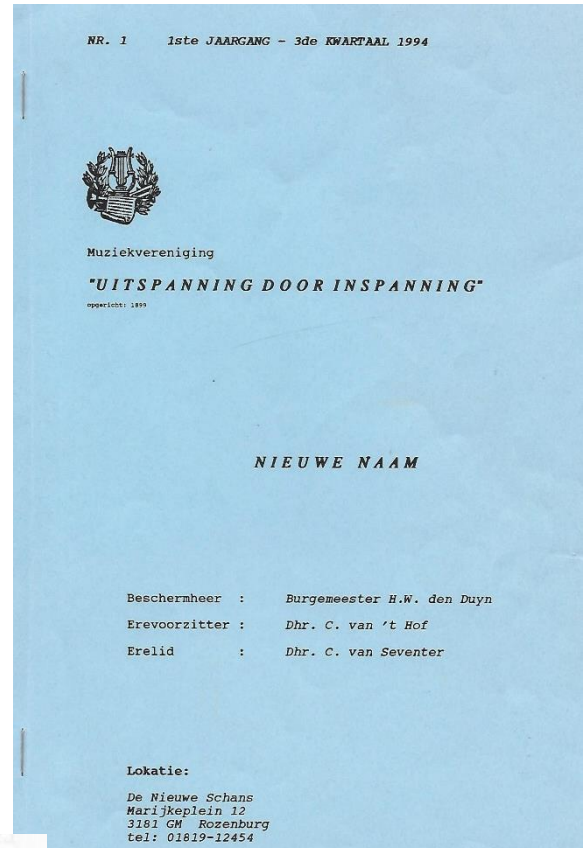 NR. 1 1ste JAARGANG - 3de KWARTAAL 1994
Muziekvereniging
"UITSPANNING DOOR INSPANNING"
opgericht: 1899
NIEUWE NAAM
Beschermheer : Burgemeester H.W. den Duyn
Erevoorzitter : Dhr. C. van 't Hof
Erelid : Dhr. C. van Seventer
Lokatie:
De Nieuwe Schans
Marijkeplein 12
3181 GM Rozenburg
tel: 01819-12454